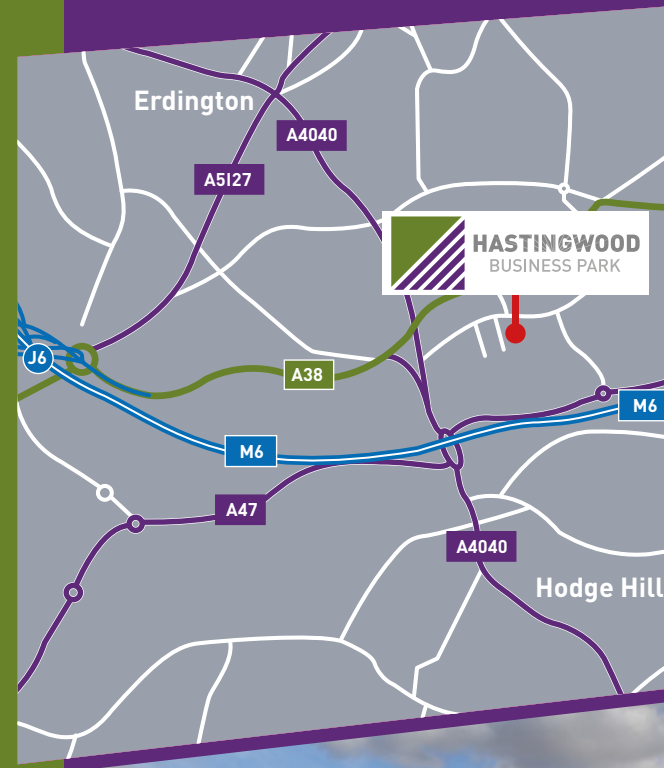 Erdington
A4040
A5127
HASTINGWOOD
BUSINESS PARK
J6
A38
M6
M6
A47
A4040
Hodge Hill